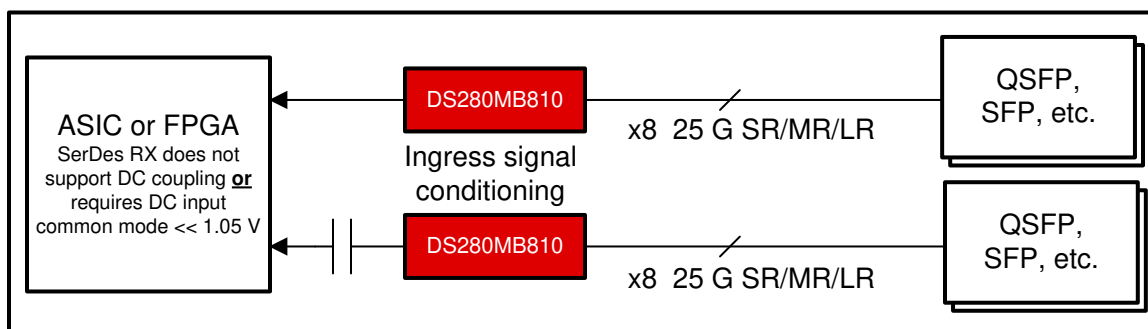 ASIC or FPGA
SerDes RX does not
support DC coupling or
requires DC input
common mode << 1.05 V
DS280MB810
Ingress signal
conditioning
DS280MB810
x8 25 G SR/MR/LR
QSFP,
SFP, etc.
x8 25 G SR/MR/LR
QSFP,
SFP, etc.